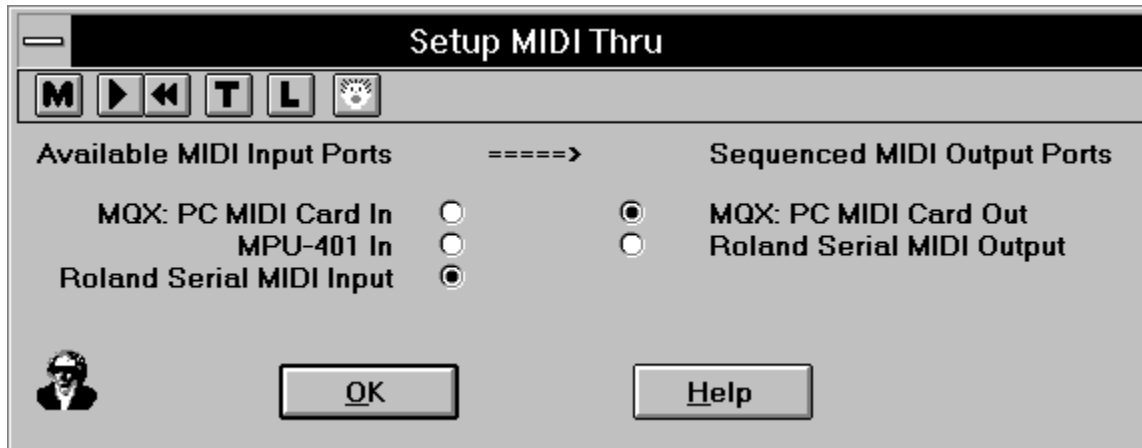 Setup MIDI Thru
M T L
Available MIDI Input Ports =====> Sequenced MIDI Output Ports
MQX: PC MIDI Card In MQX: PC MIDI Card Out
MPU-401 In Roland Serial MIDI Output
Roland Serial MIDI Input
OK Help